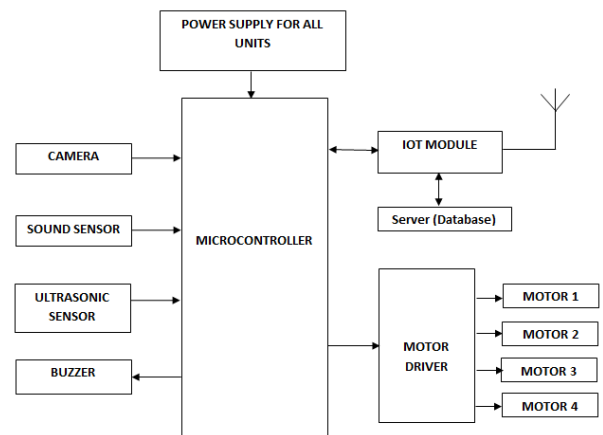 POWER SUPPLY FOR ALL
UNITS
CAMERA
SOUND SENSOR
ULTRASONIC
SENSOR
BUZZER
MICROCONTROLLER
IOT MODULE
Server (Database)
MOTOR
DRIVER
MOTOR 1
MOTOR 2
MOTOR 3
MOTOR 4